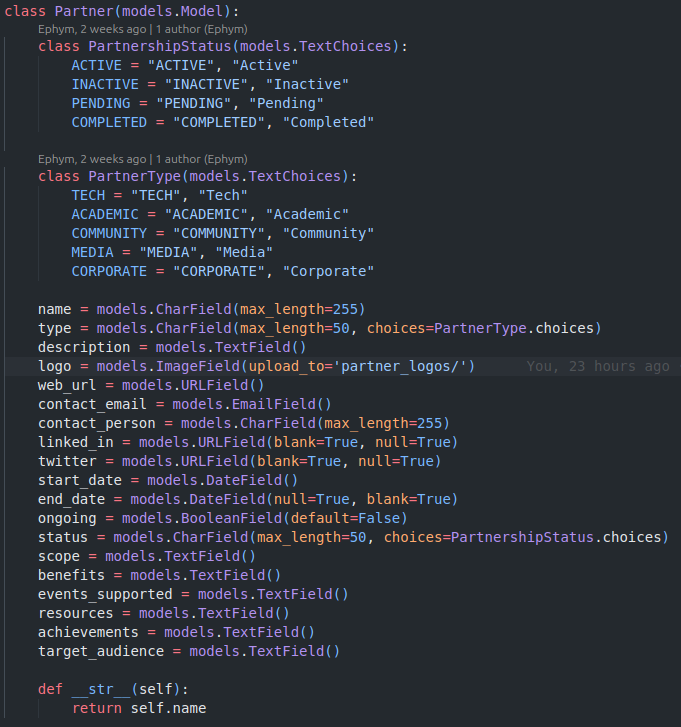 class Partner(models.Model):
Ephym, 2 weeks ago | 1 author (Ephym)
    class PartnershipStatus(models.TextChoices):
        ACTIVE = "ACTIVE", "Active"
        INACTIVE = "INACTIVE", "Inactive"
        PENDING = "PENDING", "Pending"
        COMPLETED = "COMPLETED", "Completed"

Ephym, 2 weeks ago | 1 author (Ephym)
    class PartnerType(models.TextChoices):
        TECH = "TECH", "Tech"
        ACADEMIC = "ACADEMIC", "Academic"
        COMMUNITY = "COMMUNITY", "Community"
        MEDIA = "MEDIA", "Media"
        CORPORATE = "CORPORATE", "Corporate"

    name = models.CharField(max_length=255)
    type = models.CharField(max_length=50, choices=PartnerType.choices)
    description = models.TextField()
    logo = models.ImageField(upload_to='partner_logos/')      You, 23 hours ago
    web_url = models.URLField()
    contact_email = models.EmailField()
    contact_person = models.CharField(max_length=255)
    linked_in = models.URLField(blank=True, null=True)
    twitter = models.URLField(blank=True, null=True)
    start_date = models.DateField()
    end_date = models.DateField(null=True, blank=True)
    ongoing = models.BooleanField(default=False)
    status = models.CharField(max_length=50, choices=PartnershipStatus.choices)
    scope = models.TextField()
    benefits = models.TextField()
    events_supported = models.TextField()
    resources = models.TextField()
    achievements = models.TextField()
    target_audience = models.TextField()

    def __str__(self):
        return self.name